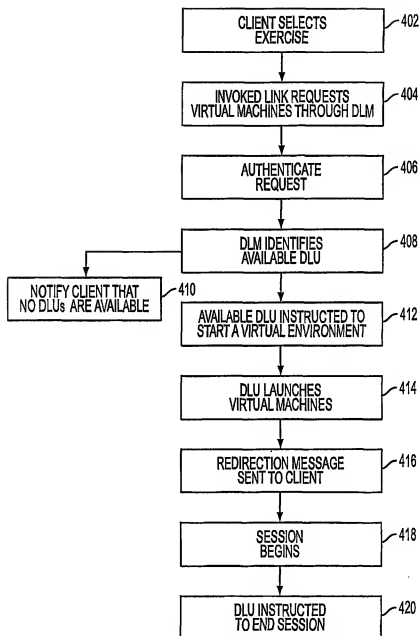 CLIENT SELECTS
EXERCISE
402
INVOKED LINK REQUESTS
VIRTUAL MACHINES THROUGH DLM
404
AUTHENTICATE
REQUEST
406
DLM IDENTIFIES
AVAILABLE DLU
408
NOTIFY CLIENT THAT
NO DLUs ARE AVAILABLE
410
AVAILABLE DLU INSTRUCTED TO
START A VIRTUAL ENVIRONMENT
412
DLU LAUNCHES
VIRTUAL MACHINES
414
REDIRECTION MESSAGE
SENT TO CLIENT
416
SESSION
BEGINS
418
DLU INSTRUCTED
TO END SESSION
420